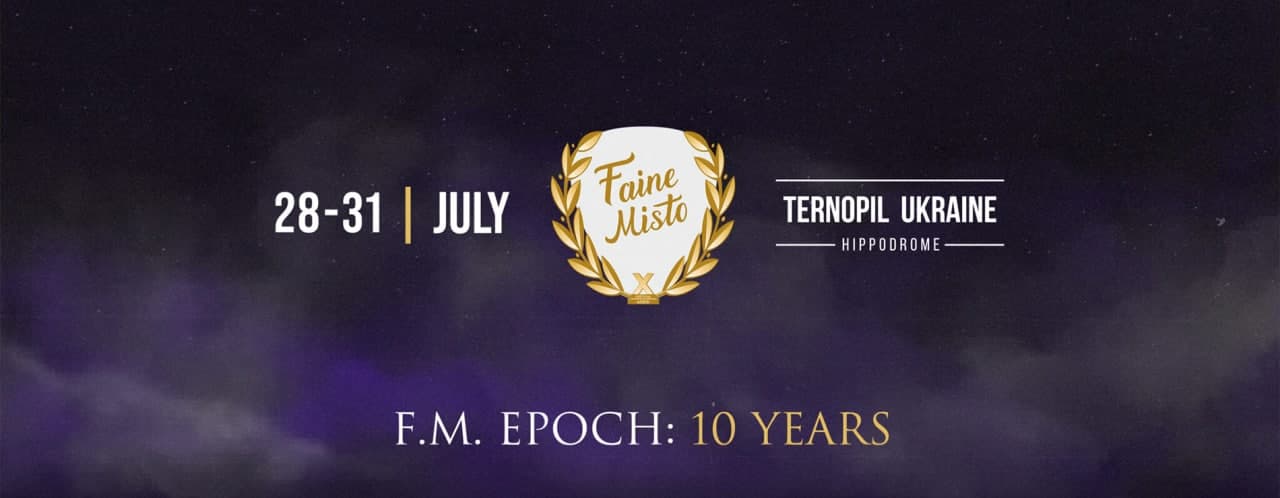 28-31 | JULY
Faine
Misto
X
TERNOPIL UKRAINE
HIPPODROME
F.M. EPOCH: 10 YEARS